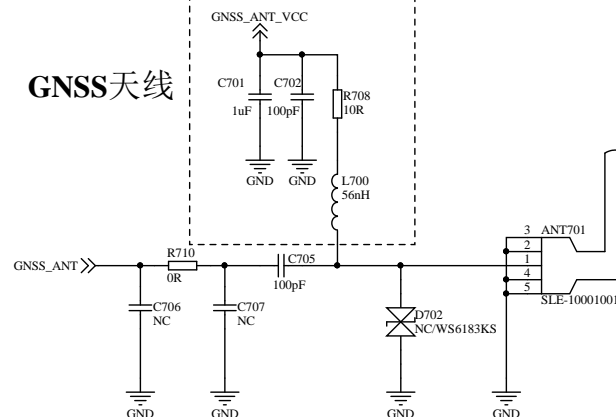 GNSS_ANT_VCC
GNSS天线
C701
C702
1uF
100pF
R708
10R
GND
GND
L700
56nH
GNSS_ANT
R710
0R
C705
100pF
3
ANT701
2
1
4
5
SLE-10001001
C706
NC
C707
NC
D702
NC/WS6183KS
GND
GND
GND
GND